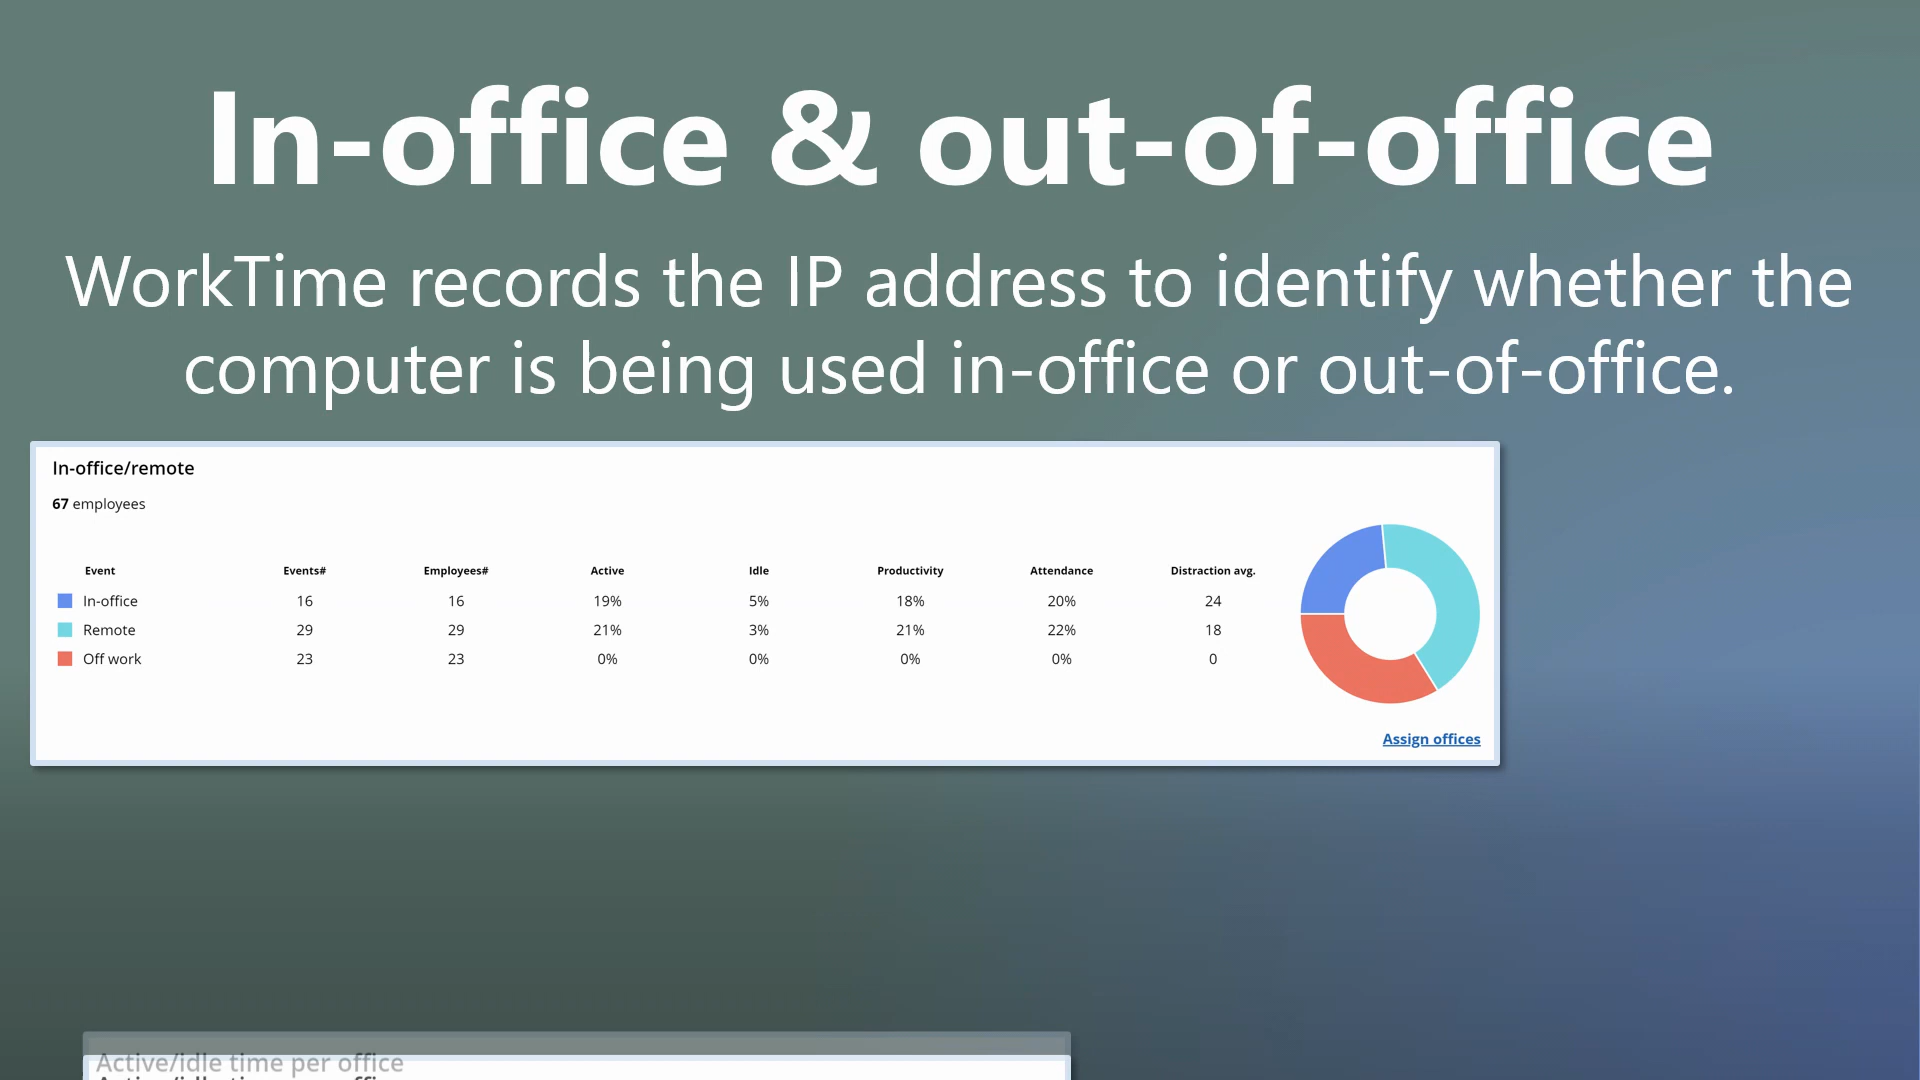 In-office & out-of-office
WorkTime records the IP address to identify whether the
computer is being used in-office or out-of-office.
In-office/remote
67 employees
Event Events# Employees# Active Idle Productivity Attendance Distraction avg.
In-office 16 16 19% 5% 18% 20% 24
Remote 29 29 21% 3% 21% 22% 18
Off work 23 23 0% 0% 0% 0% 0
Assign offices
Active/idle time per office